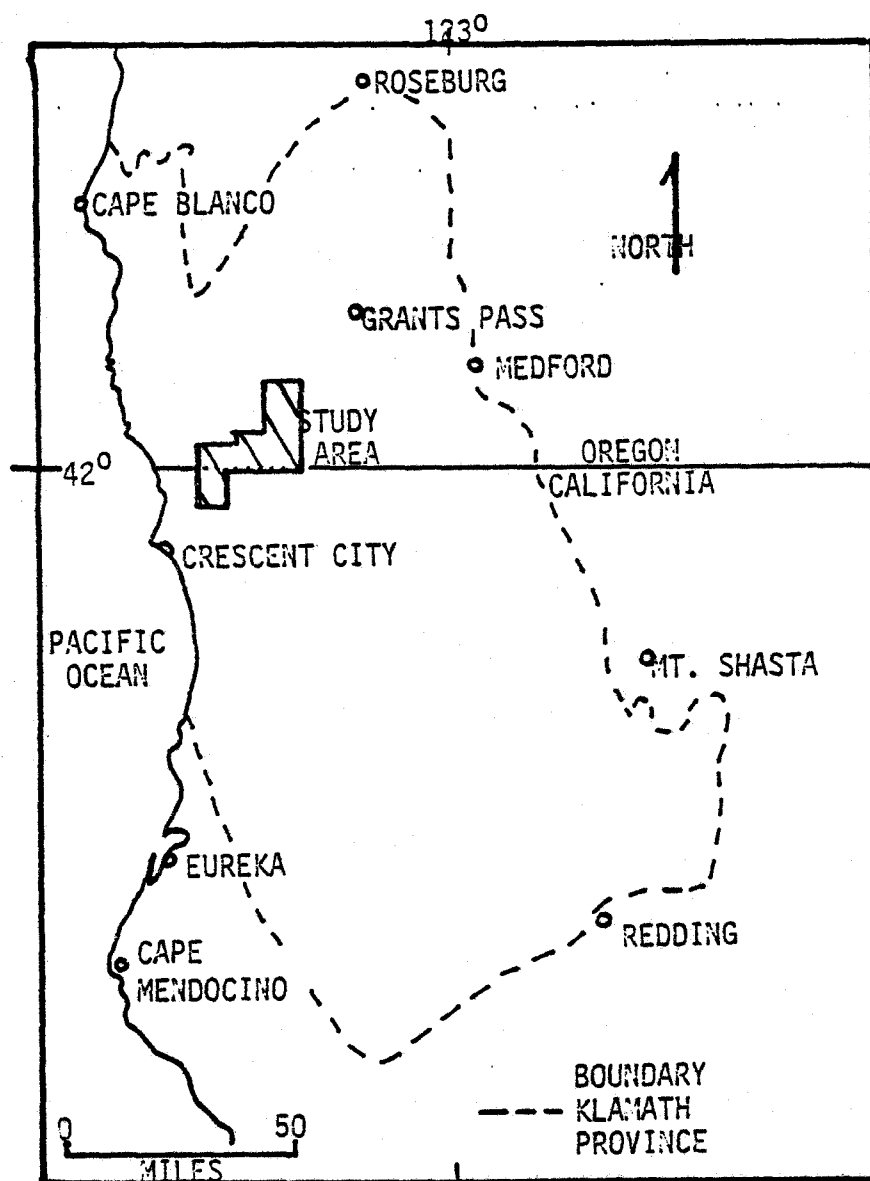 123°
ROSEBURG
CAPE BLANCO
NORTH
GRANTS PASS
MEDFORD
STUDY
AREA
42°
OREGON
CALIFORNIA
CRESCENT CITY
PACIFIC
OCEAN
MT. SHASTA
EUREKA
REDDING
CAPE
MENDOCINO
BOUNDARY
KLAMATH
PROVINCE
0 50
MILES